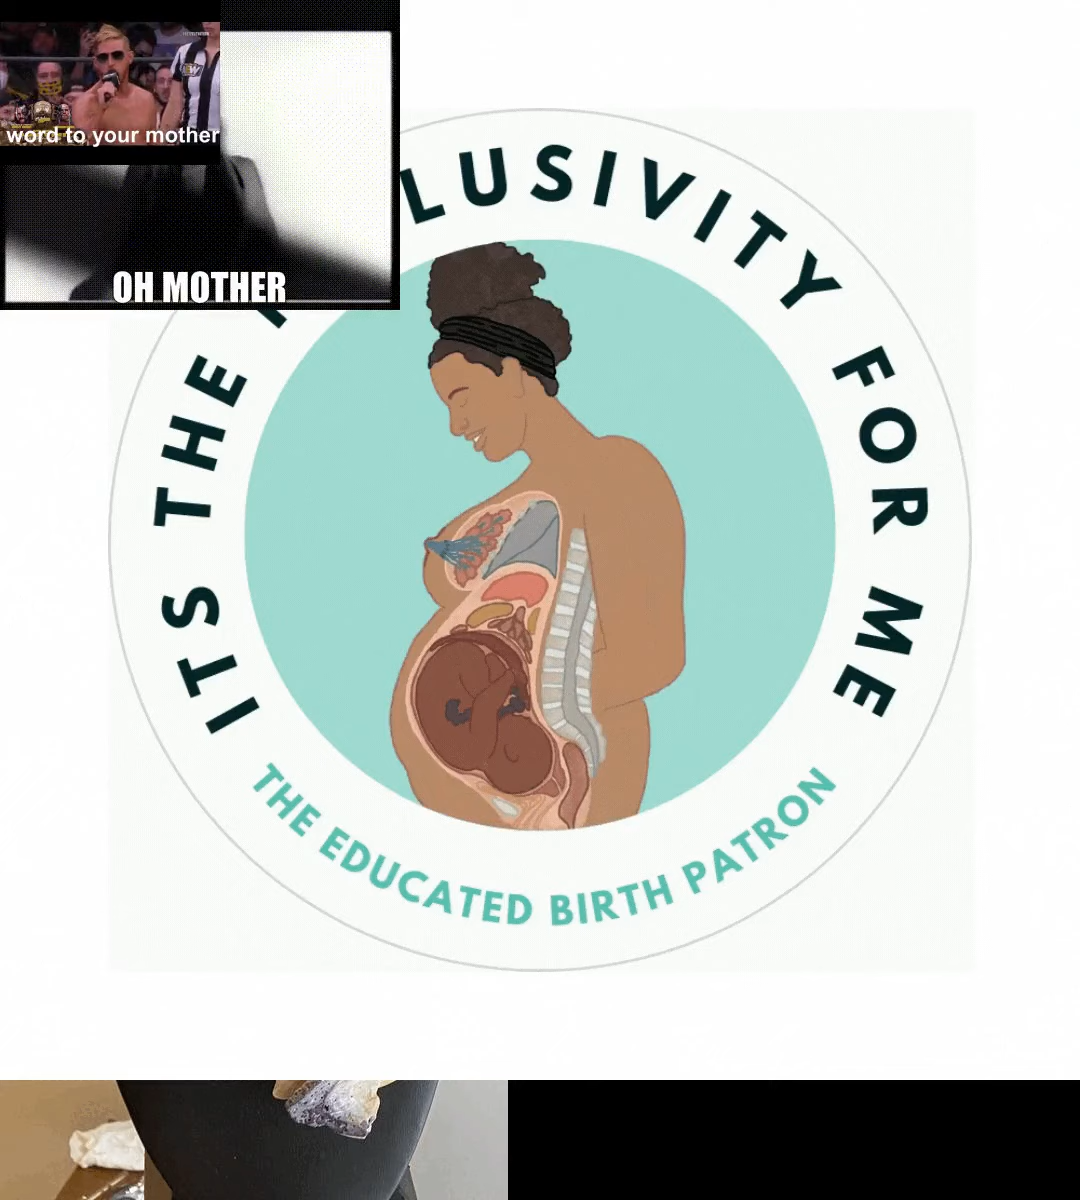 word to your mother
OH MOTHER
ITS THE
LUSIVITY FOR ME
THE EDUCATED BIRTH PATRON